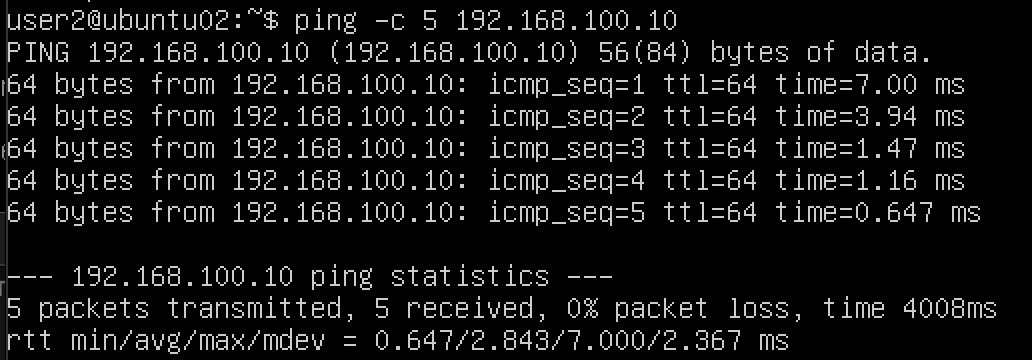 user2@ubuntu02:~$ ping -c 5 192.168.100.10
PING 192.168.100.10 (192.168.100.10) 56(84) bytes of data.
64 bytes from 192.168.100.10: icmp_seq=1 ttl=64 time=7.00 ms
64 bytes from 192.168.100.10: icmp_seq=2 ttl=64 time=3.94 ms
64 bytes from 192.168.100.10: icmp_seq=3 ttl=64 time=1.47 ms
64 bytes from 192.168.100.10: icmp_seq=4 ttl=64 time=1.16 ms
64 bytes from 192.168.100.10: icmp_seq=5 ttl=64 time=0.647 ms
--- 192.168.100.10 ping statistics ---
5 packets transmitted, 5 received, 0% packet loss, time 4008ms
rtt min/avg/max/mdev = 0.647/2.843/7.000/2.367 ms